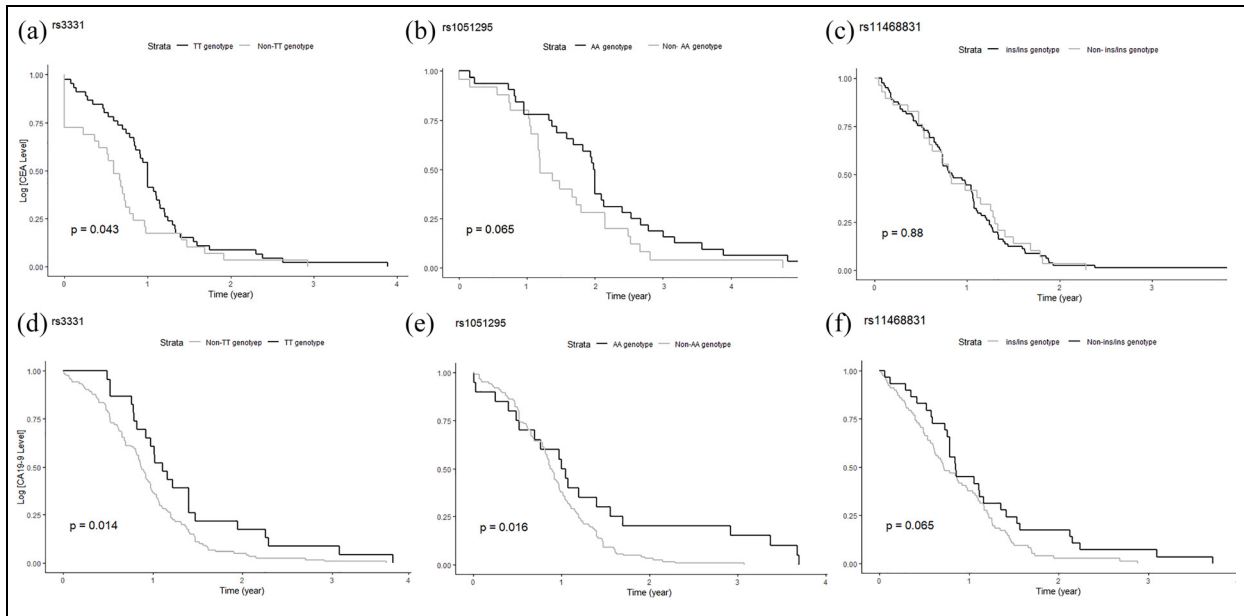 (a) rs3331
Strata TT genotype Non-TT genotype
Log [CEA Level]
1.00
0.75
0.50
0.25
0.00
p = 0.043
0 1 2 3 4
Time (year)
(b) rs1051295
Strata AA genotype Non- AA genotype
1.00
0.75
0.50
0.25
0.00
p = 0.065
0 1 2 3 4
Time (year)
(c) rs11468831
Strata ins/ins genotype Non- ins/ins genotype
1.00
0.75
0.50
0.25
0.00
p = 0.88
0 1 2 3
Time (year)
(d) rs3331
Strata Non-TT genotyep TT genotype
Log [CA19-9 Level]
1.00
0.75
0.50
0.25
0.00
p = 0.014
0 1 2 3 4
Time (year)
(e) rs1051295
Strata AA genotype Non-AA genotype
1.00
0.75
0.50
0.25
0.00
p = 0.016
0 1 2 3 4
Time (year)
(f) rs11468831
Strata ins/ins genotype Non-ins/ins genotype
1.00
0.75
0.50
0.25
0.00
p = 0.065
0 1 2 3
Time (year)